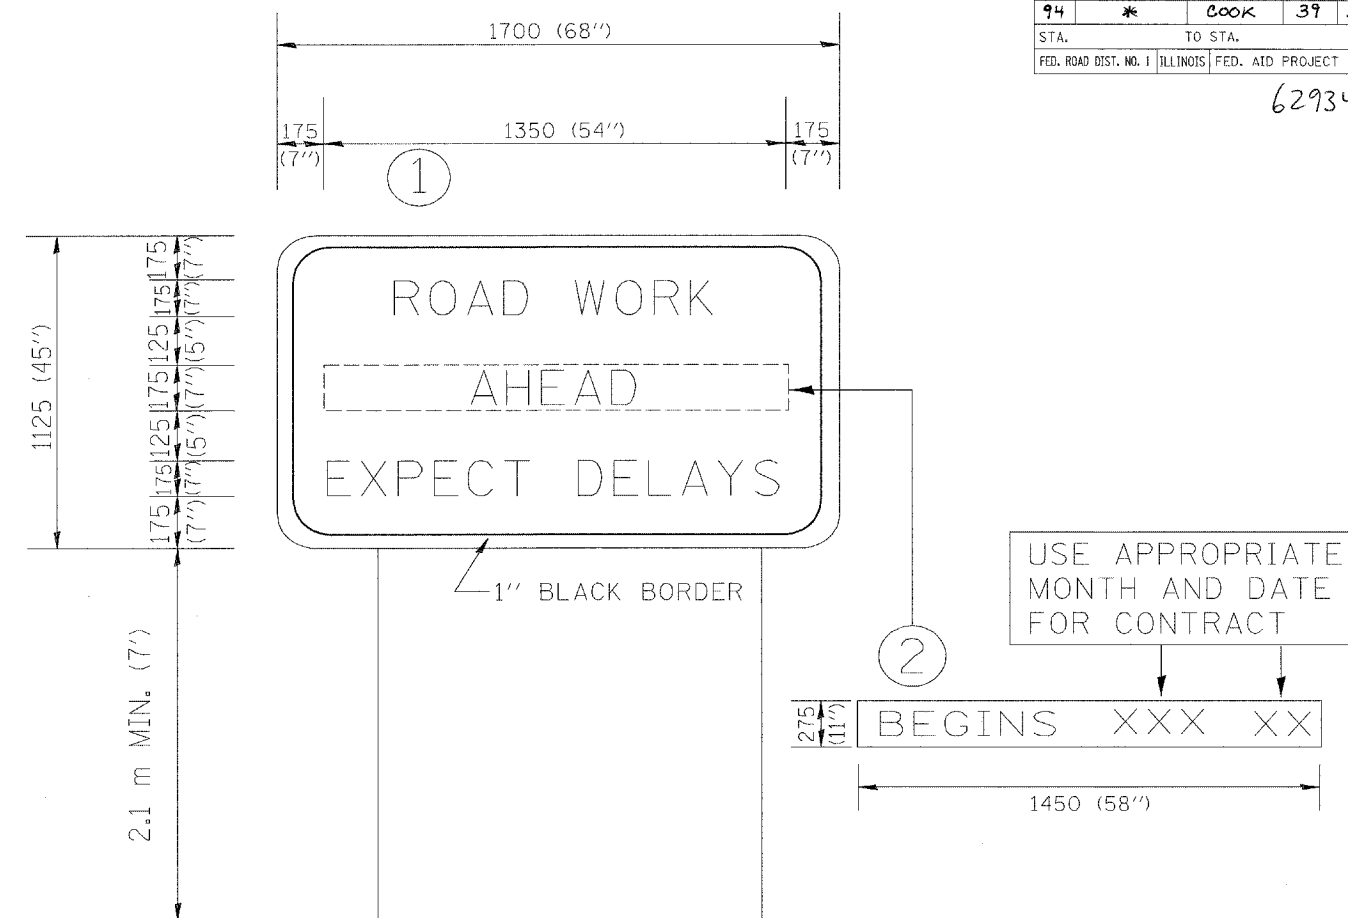 94 * COOK 39
STA. TO STA.
FED. ROAD DIST. NO. 1 ILLINOIS FED. AID PROJECT
62934
1700 (68'')
175 (7'')
1350 (54'')
175 (7'')
1
1125 (45'')
175 (7'')
175 (7'')
125 (5'')
175 (7'')
125 (5'')
175 (7'')
175 (7'')
ROAD WORK
AHEAD
EXPECT DELAYS
1'' BLACK BORDER
2.1 m MIN. (7')
USE APPROPRIATE
MONTH AND DATE
FOR CONTRACT
2
275 (11'')
BEGINS XXX XX
1450 (58'')